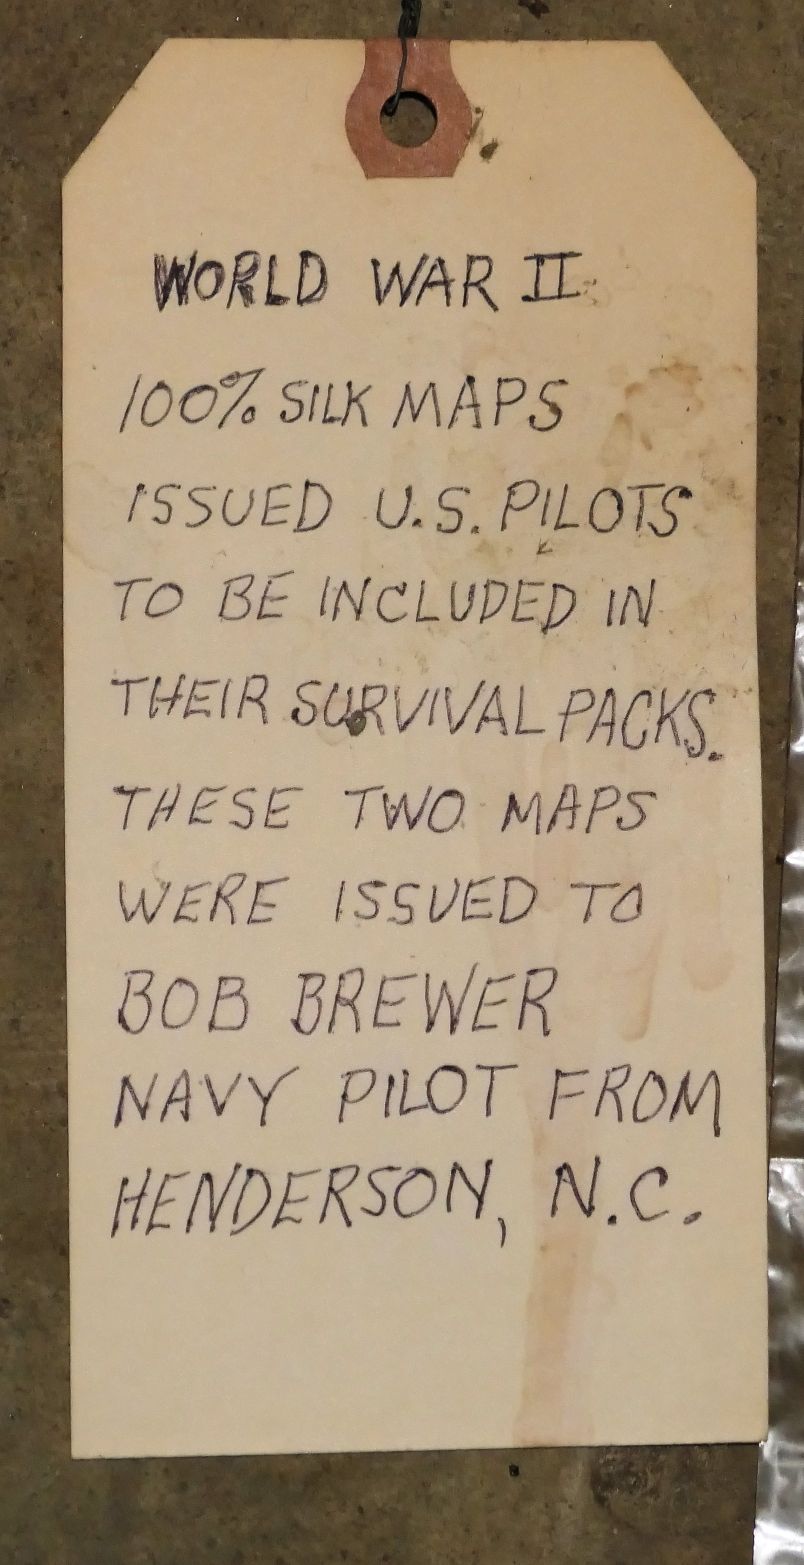 WORLD WAR II
100% SILK MAPS
ISSUED U.S. PILOTS
TO BE INCLUDED IN
THEIR SURVIVAL PACKS.
THESE TWO MAPS
WERE ISSUED TO
BOB BREWER
NAVY PILOT FROM
HENDERSON, N.C.